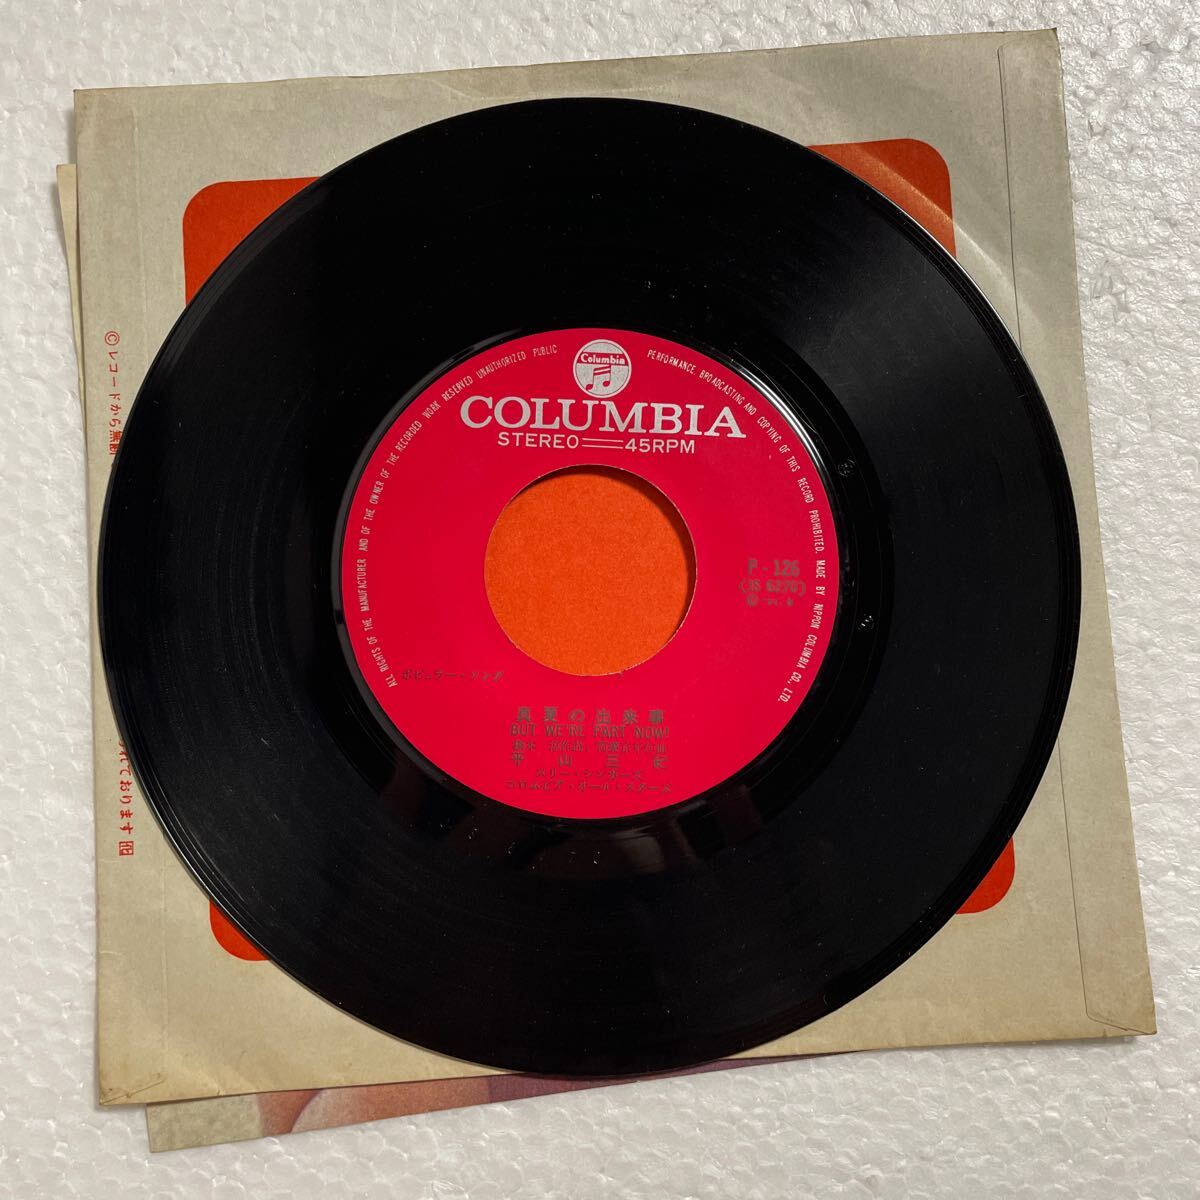 Columbia
COLUMBIA
STEREO 45RPM
ALL RIGHTS OF THE MANUFACTURER AND OF THE OWNER OF THE RECORDED WORK RESERVED UNAUTHORIZED PUBLIC PERFORMANCE BROADCASTING AND COPYING OF THIS RECORD PROHIBITED. MADE BY NIPPON COLUMBIA CO., LTD.
P-126
ポピュラー・ソング
真夏の出来事
BUT WE'RE PART NOW!
平山三紀
コロムビア・オール・スターズ
©レコードから無断
れております